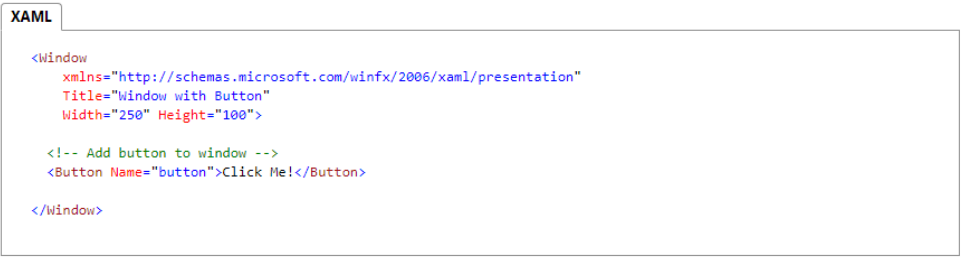 XAML
<Window
xmlns="http://schemas.microsoft.com/winfx/2006/xaml/presentation"
Title="Window with Button"
Width="250" Height="100">
<!-- Add button to window -->
<Button Name="button">Click Me!</Button>
</Window>